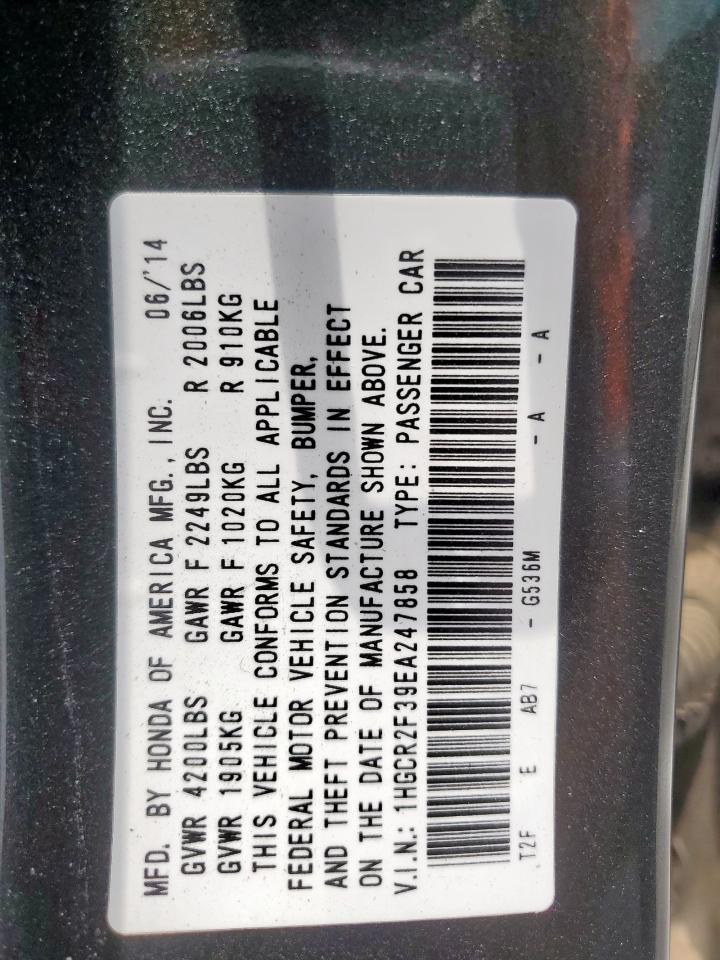 MFD. BY HONDA OF AMERICA MFG., INC. 06/'14
GVWR 4200LBS GAWR F 2249LBS R 2006LBS
GVWR 1905KG GAWR F 1020KG R 910KG
THIS VEHICLE CONFORMS TO ALL APPLICABLE
FEDERAL MOTOR VEHICLE SAFETY, BUMPER,
AND THEFT PREVENTION STANDARDS IN EFFECT
ON THE DATE OF MANUFACTURE SHOWN ABOVE.
V.I.N.: 1HGCR2F39EA247858 TYPE: PASSENGER CAR
T2F E AB7 - G536M - A - A